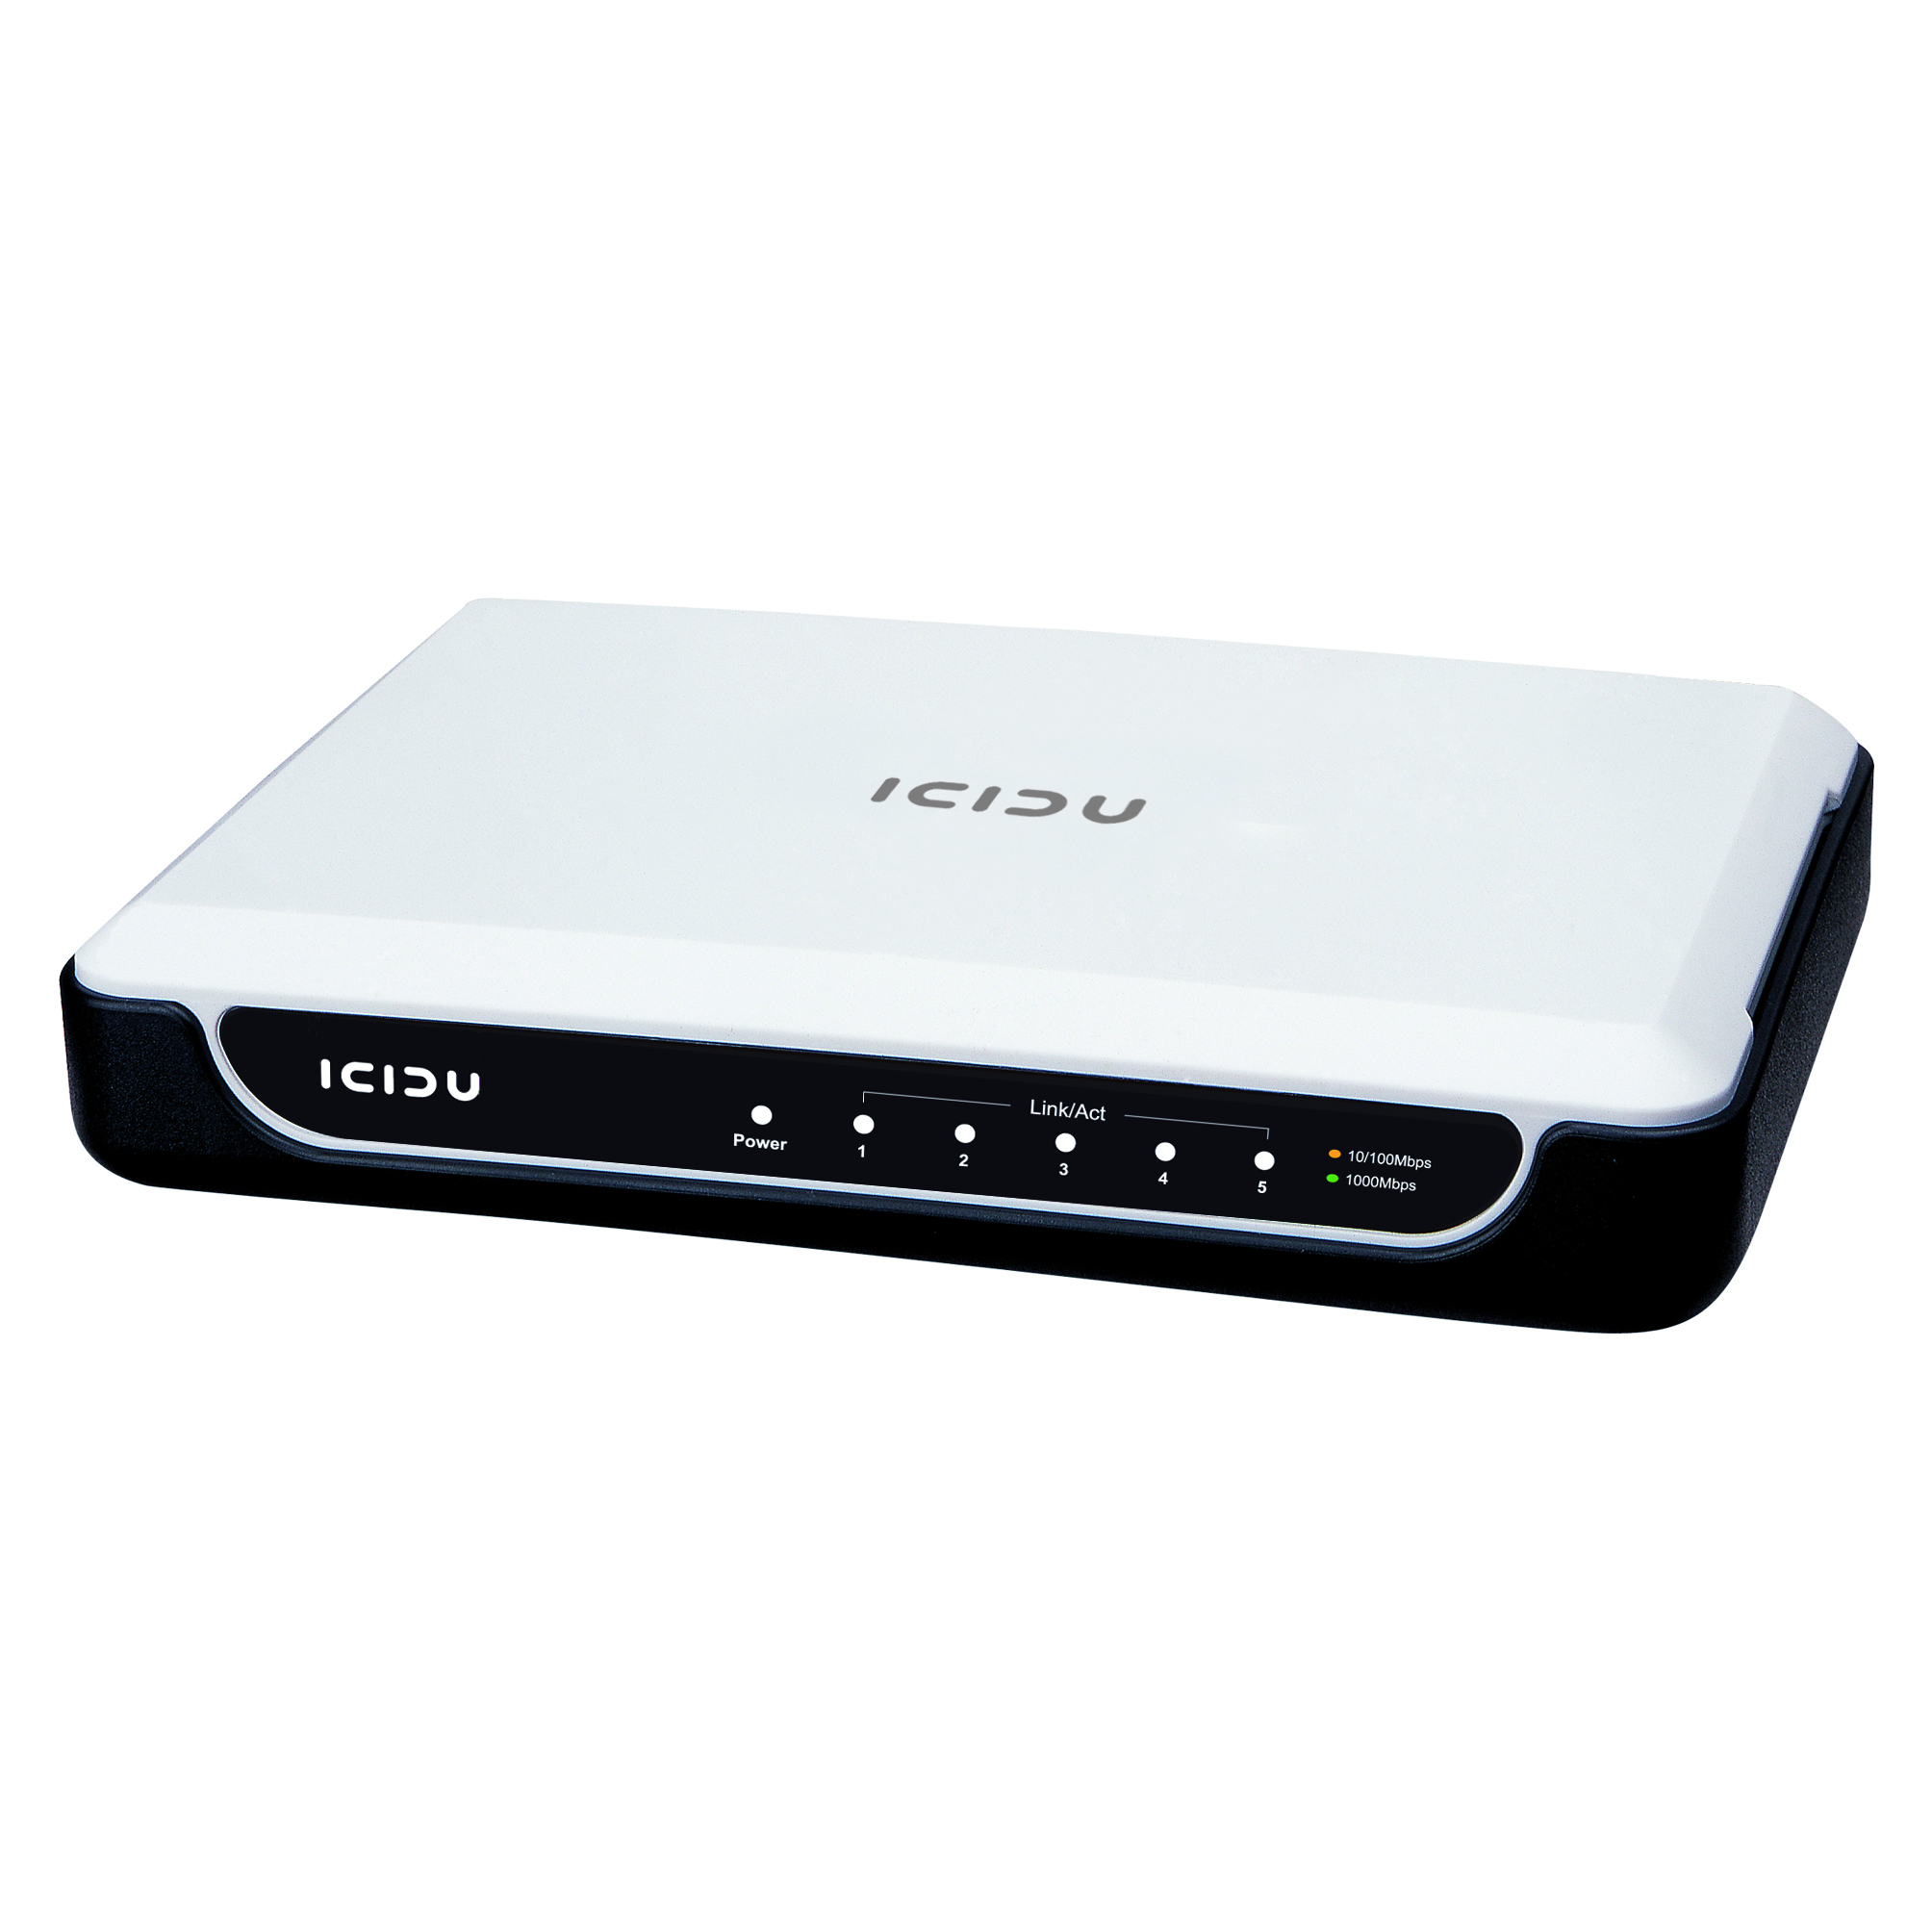 ICIDU
ICIDU
Link/Act
Power
1
2
3
4
5
10/100Mbps
1000Mbps